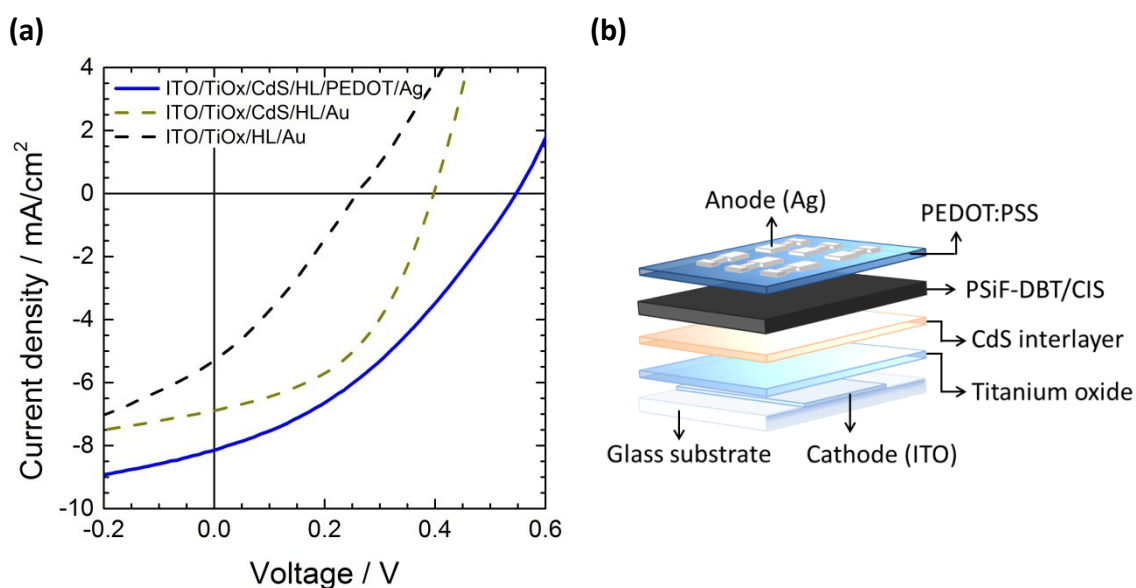 (a)
4
2
0
-2
-4
-6
-8
-10
-0.2
0.0
0.2
0.4
0.6
Current density / mA/cm²
Voltage / V
ITO/TiOx/CdS/HL/PEDOT/Ag
ITO/TiOx/CdS/HL/Au
ITO/TiOx/HL/Au
(b)
Anode (Ag)
PEDOT:PSS
PSiF-DBT/CIS
CdS interlayer
Titanium oxide
Glass substrate
Cathode (ITO)